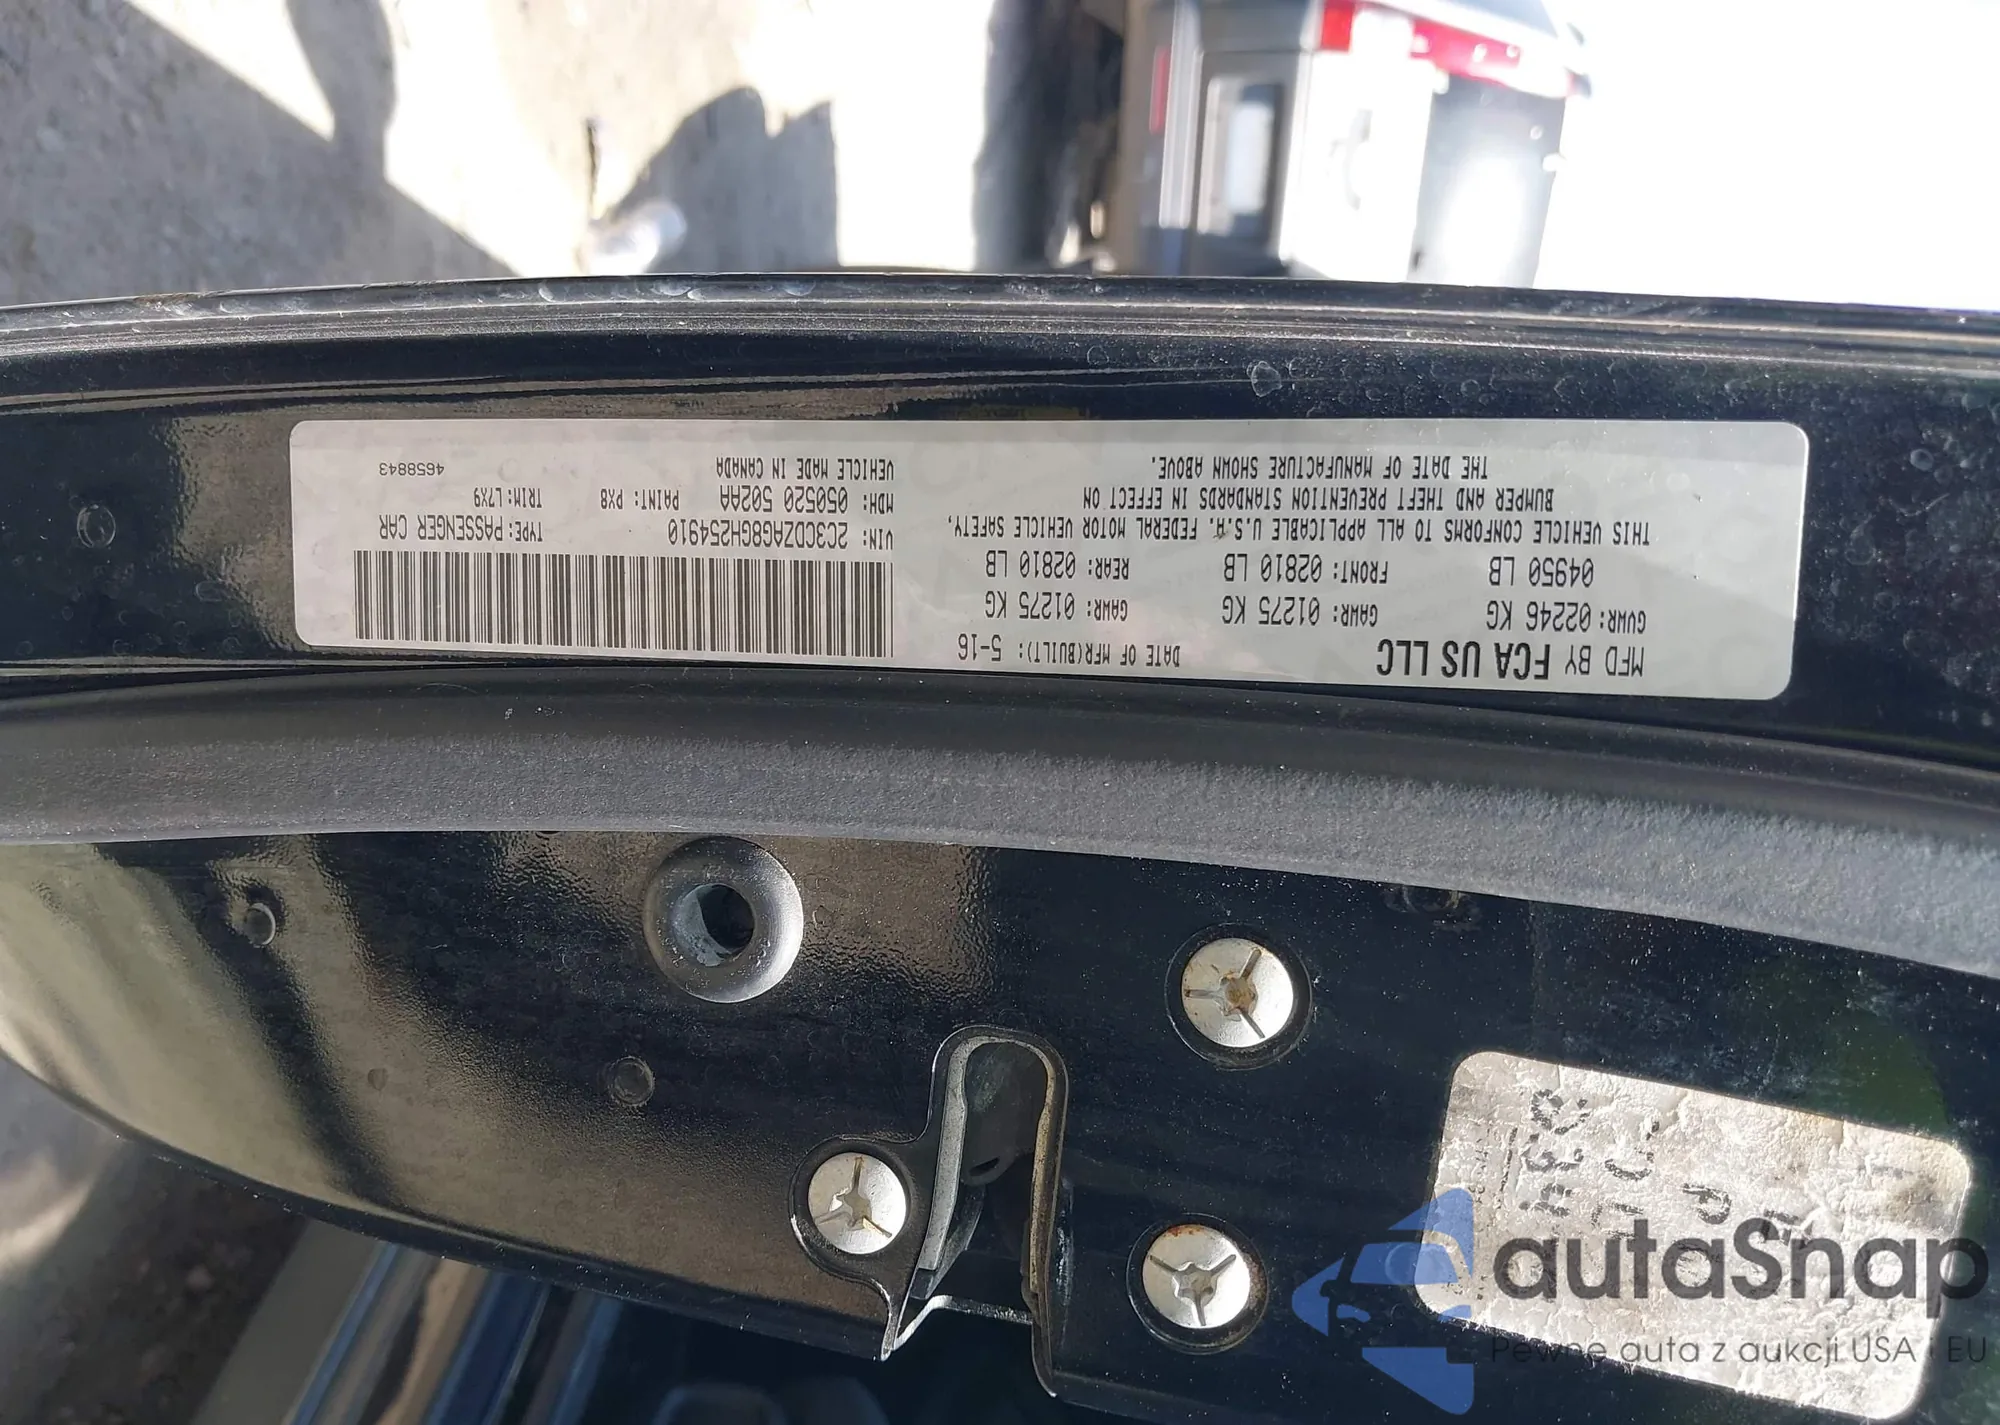 MFD BY FCA US LLC
DATE OF MFR(BUILT): 5-16
GVWR: 02246 KG
GAWR: 01275 KG
GAWR: 01275 KG
04950 LB
FRONT: 02810 LB
REAR: 02810 LB
THIS VEHICLE CONFORMS TO ALL APPLICABLE U.S.A. FEDERAL MOTOR VEHICLE SAFETY,
BUMPER AND THEFT PREVENTION STANDARDS IN EFFECT ON
THE DATE OF MANUFACTURE SHOWN ABOVE.
VIN: 2C3CDZAG8GH254910
TYPE: PASSENGER CAR
MDH: 050520 502AA
PAINT: PX8
TRIM: L7X9
VEHICLE MADE IN CANADA
4658843
autaSnap
Pewne auta z aukcji USA i EU